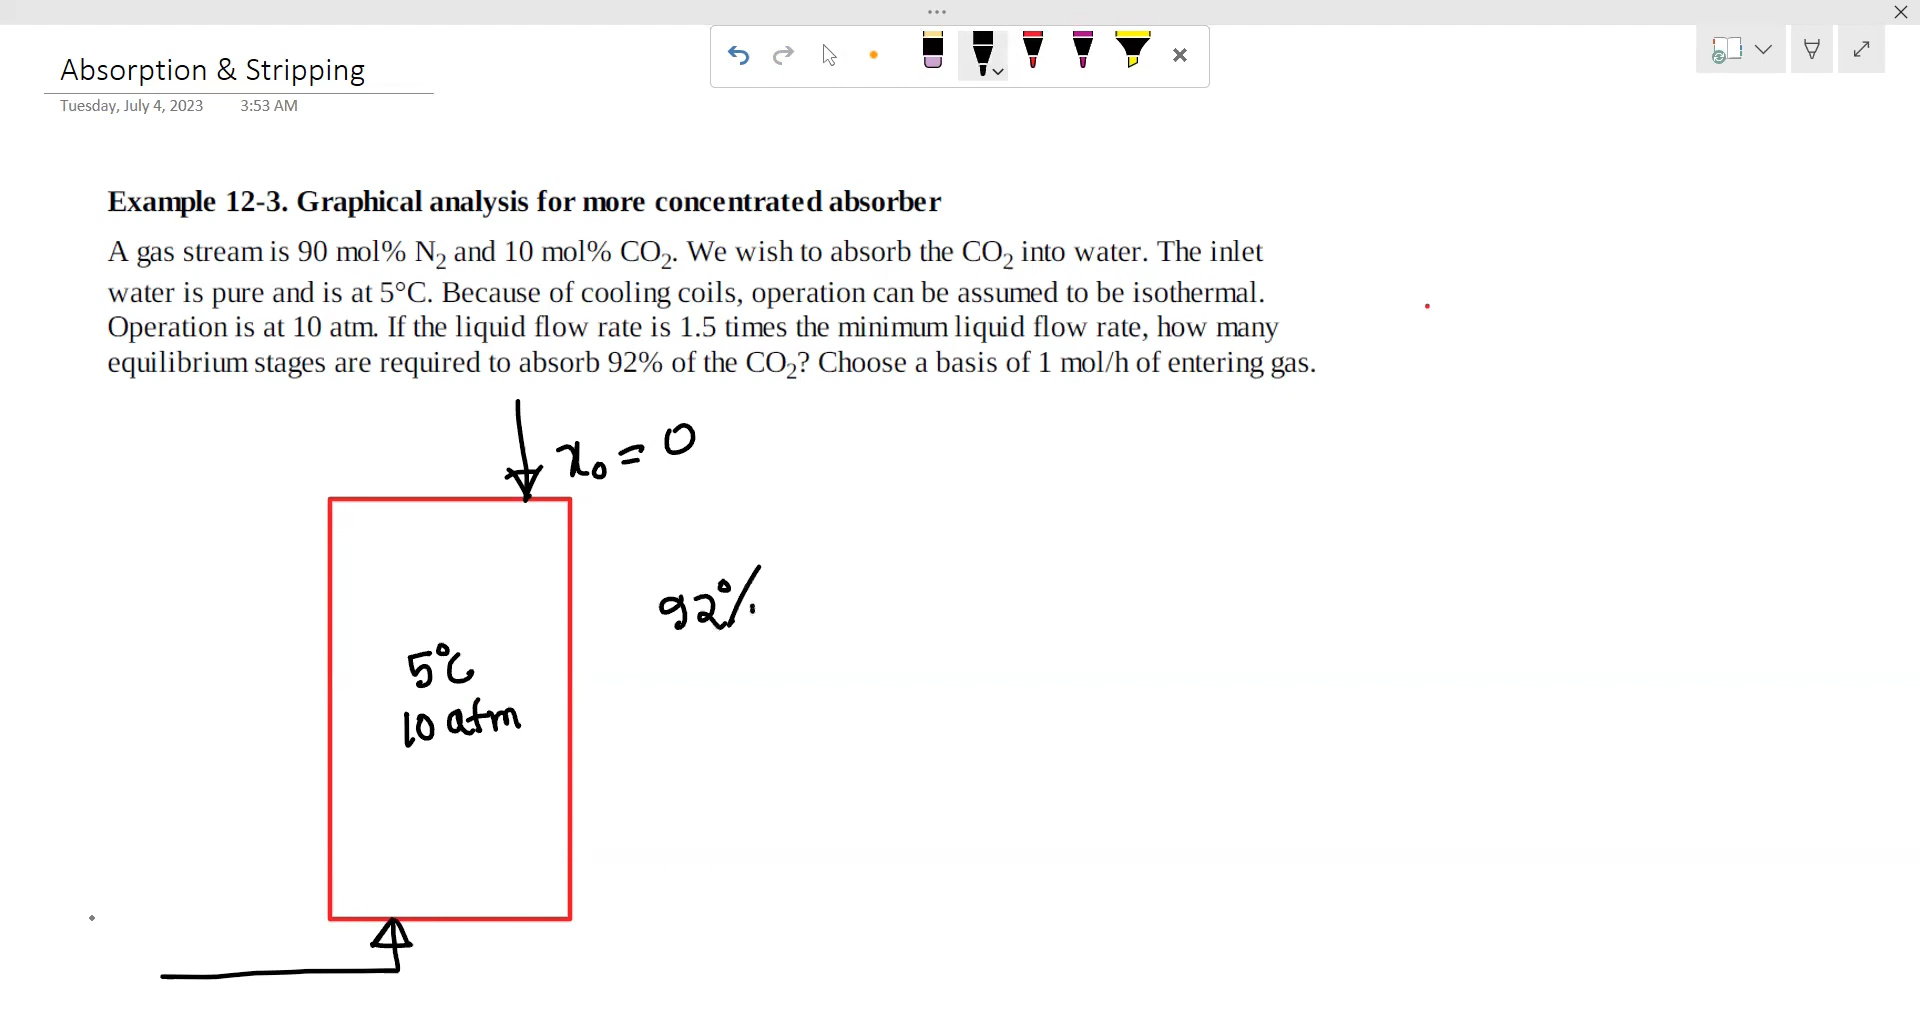 Absorption & Stripping
Tuesday, July 4, 2023 3:53 AM
Example 12-3. Graphical analysis for more concentrated absorber
A gas stream is 90 mol% N₂ and 10 mol% CO₂. We wish to absorb the CO₂ into water. The inlet
water is pure and is at 5°C. Because of cooling coils, operation can be assumed to be isothermal.
Operation is at 10 atm. If the liquid flow rate is 1.5 times the minimum liquid flow rate, how many
equilibrium stages are required to absorb 92% of the CO₂? Choose a basis of 1 mol/h of entering gas.
x₀ = 0
92%
5°C
10 atm